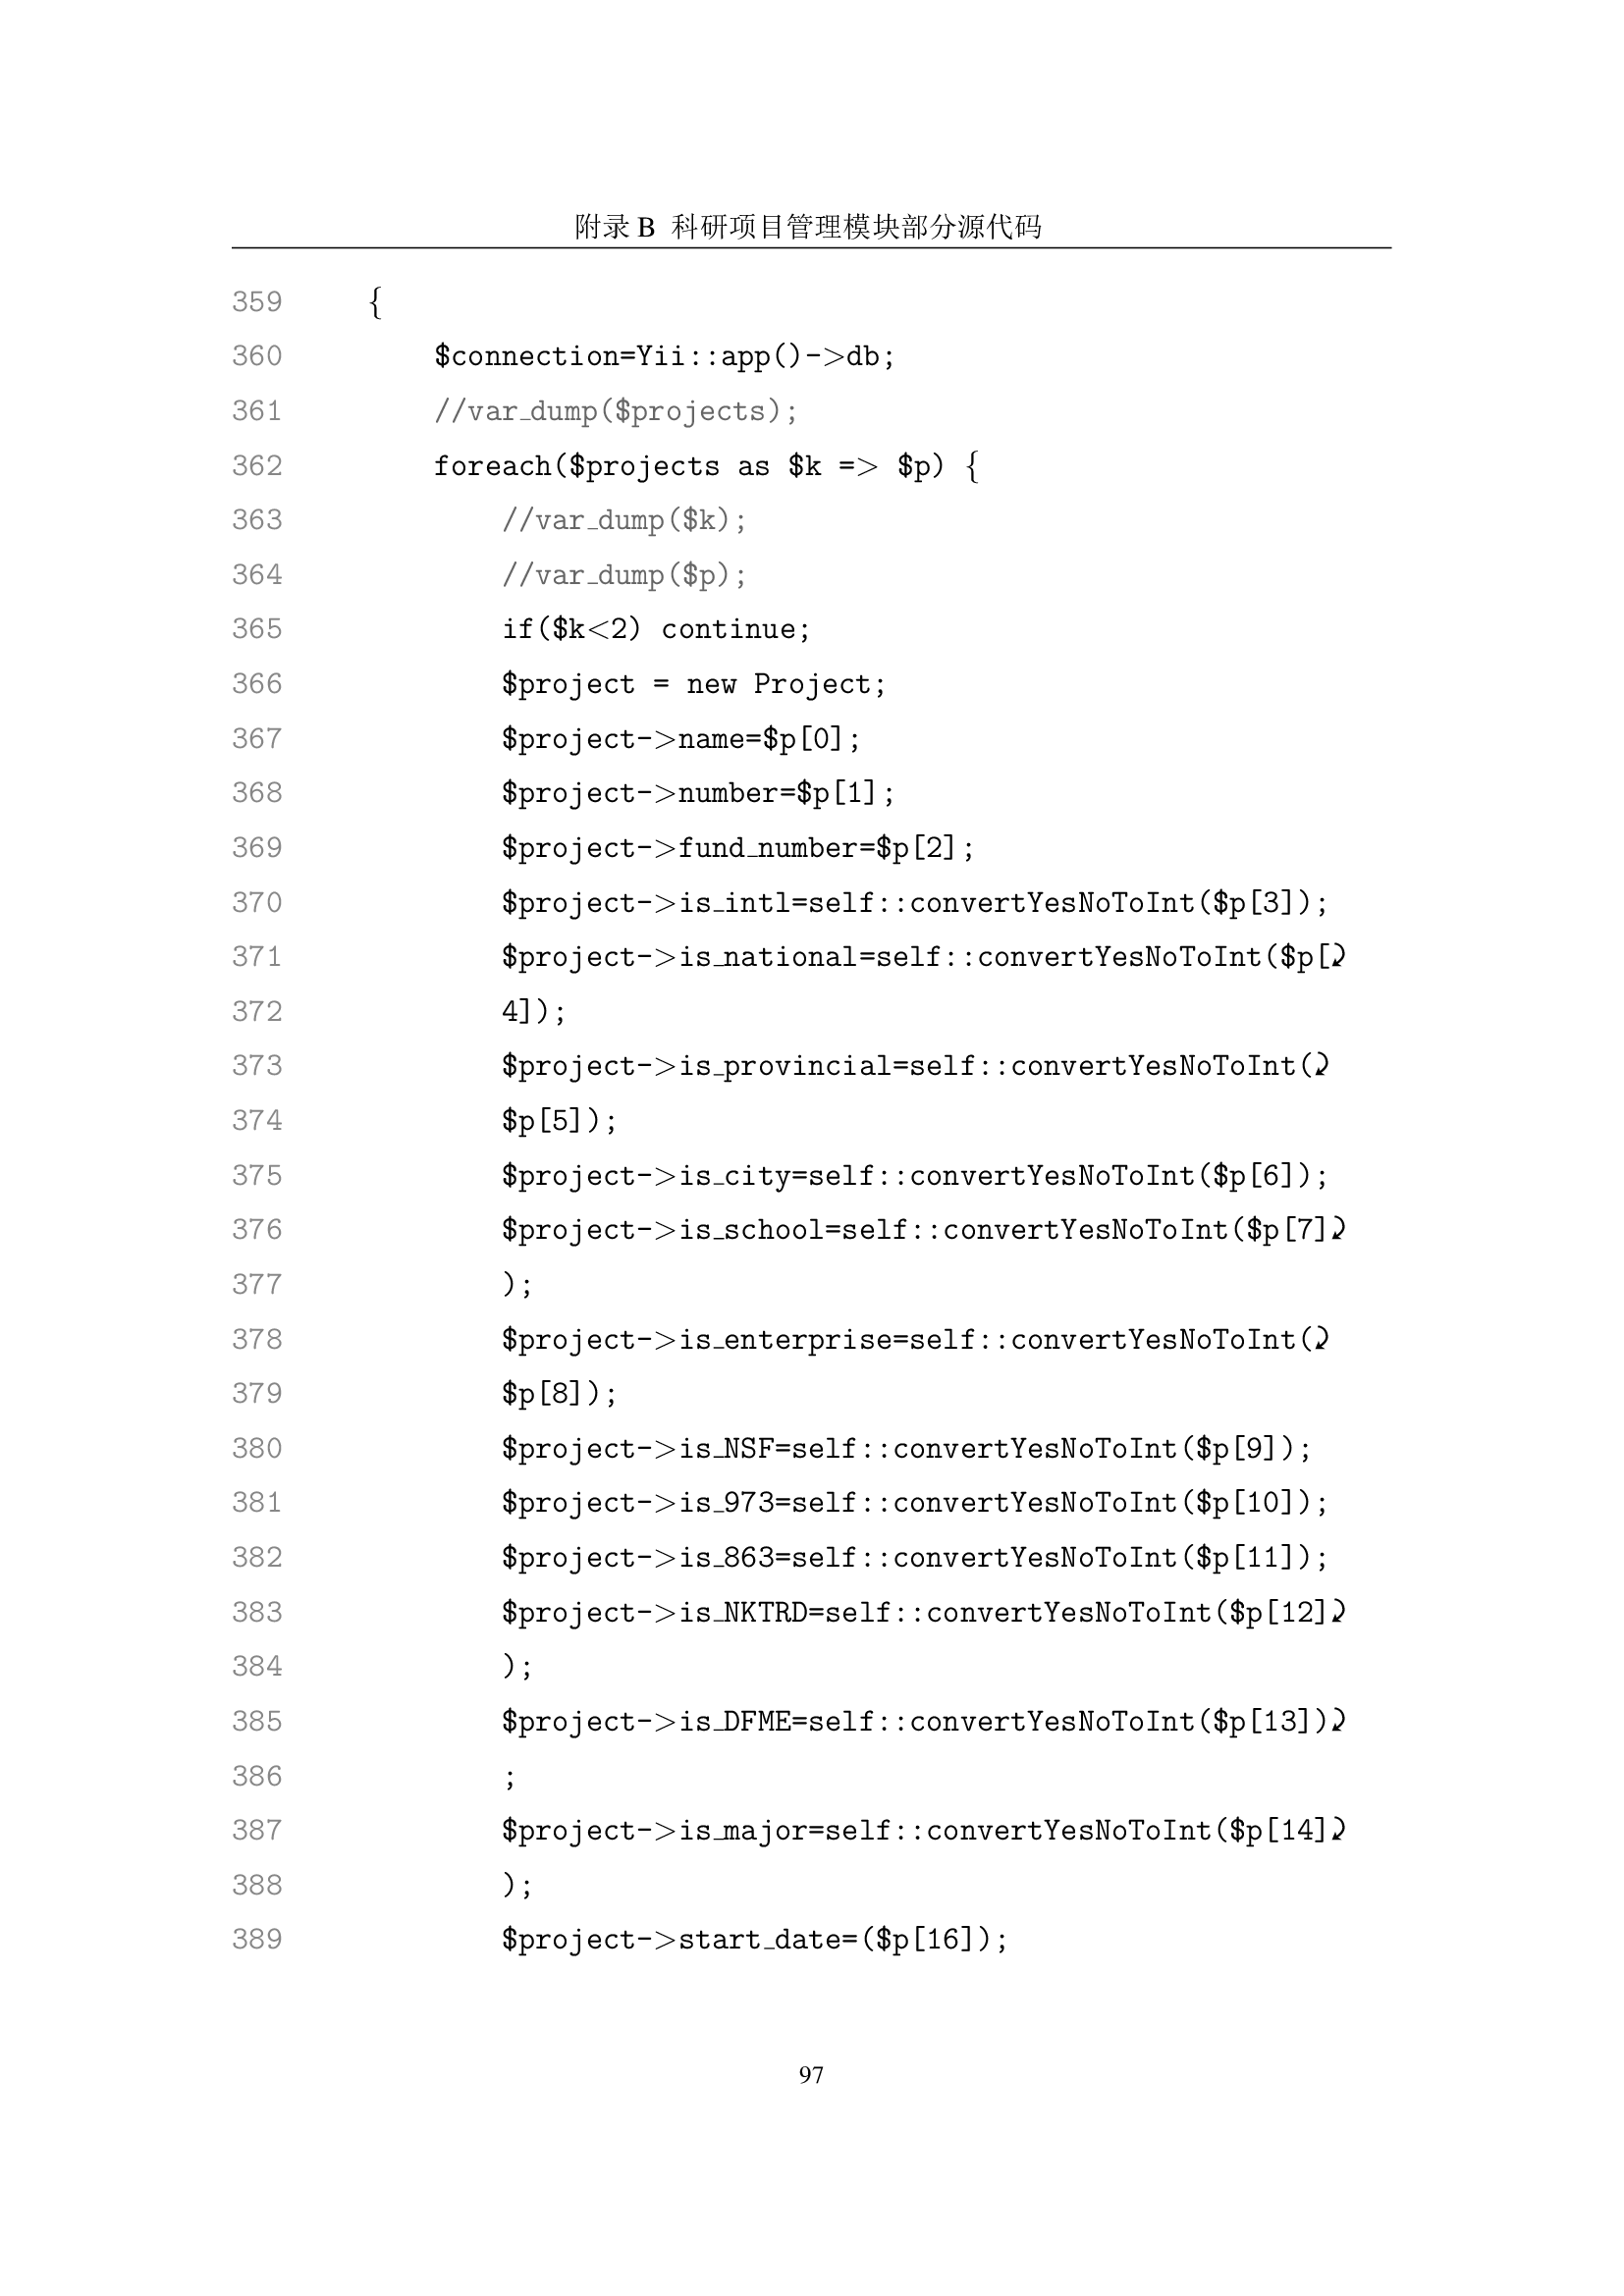 附录 B 科研项目管理模块部分源代码
359 {
360 $connection=Yii::app()->db;
361 //var_dump($projects);
362 foreach($projects as $k => $p) {
363 //var_dump($k);
364 //var_dump($p);
365 if($k<2) continue;
366 $project = new Project;
367 $project->name=$p[0];
368 $project->number=$p[1];
369 $project->fund_number=$p[2];
370 $project->is_intl=self::convertYesNoToInt($p[3]);
371 $project->is_national=self::convertYesNoToInt($p[⤸
372 4]);
373 $project->is_provincial=self::convertYesNoToInt(⤸
374 $p[5]);
375 $project->is_city=self::convertYesNoToInt($p[6]);
376 $project->is_school=self::convertYesNoToInt($p[7]⤸
377 );
378 $project->is_enterprise=self::convertYesNoToInt(⤸
379 $p[8]);
380 $project->is_NSF=self::convertYesNoToInt($p[9]);
381 $project->is_973=self::convertYesNoToInt($p[10]);
382 $project->is_863=self::convertYesNoToInt($p[11]);
383 $project->is_NKTRD=self::convertYesNoToInt($p[12]⤸
384 );
385 $project->is_DFME=self::convertYesNoToInt($p[13])⤸
386 ;
387 $project->is_major=self::convertYesNoToInt($p[14]⤸
388 );
389 $project->start_date=($p[16]);
97